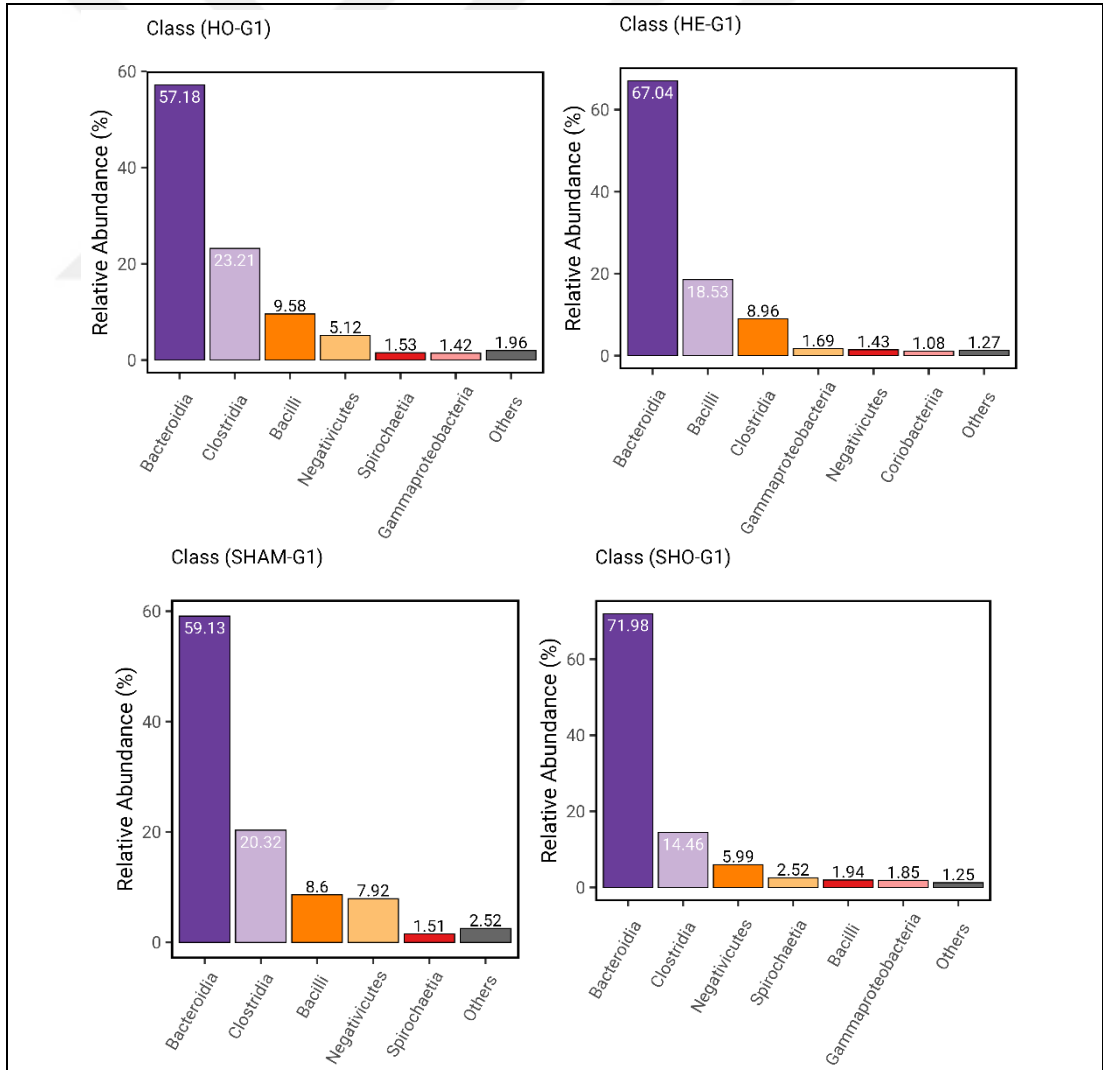 Class (HO-G1)
Relative Abundance (%)
60
40
20
0
57.18
23.21
9.58
5.12
1.53
1.42
1.96
Bacteroidia
Clostridia
Bacilli
Negativicutes
Spirochaetia
Gammaproteobacteria
Others
Class (HE-G1)
Relative Abundance (%)
60
40
20
0
67.04
18.53
8.96
1.69
1.43
1.08
1.27
Bacteroidia
Bacilli
Clostridia
Gammaproteobacteria
Negativicutes
Coriobacteriia
Others
Class (SHAM-G1)
Relative Abundance (%)
60
40
20
0
59.13
20.32
8.6
7.92
1.51
2.52
Bacteroidia
Clostridia
Bacilli
Negativicutes
Spirochaetia
Others
Class (SHO-G1)
Relative Abundance (%)
60
40
20
0
71.98
14.46
5.99
2.52
1.94
1.85
1.25
Bacteroidia
Clostridia
Negativicutes
Spirochaetia
Bacilli
Gammaproteobacteria
Others